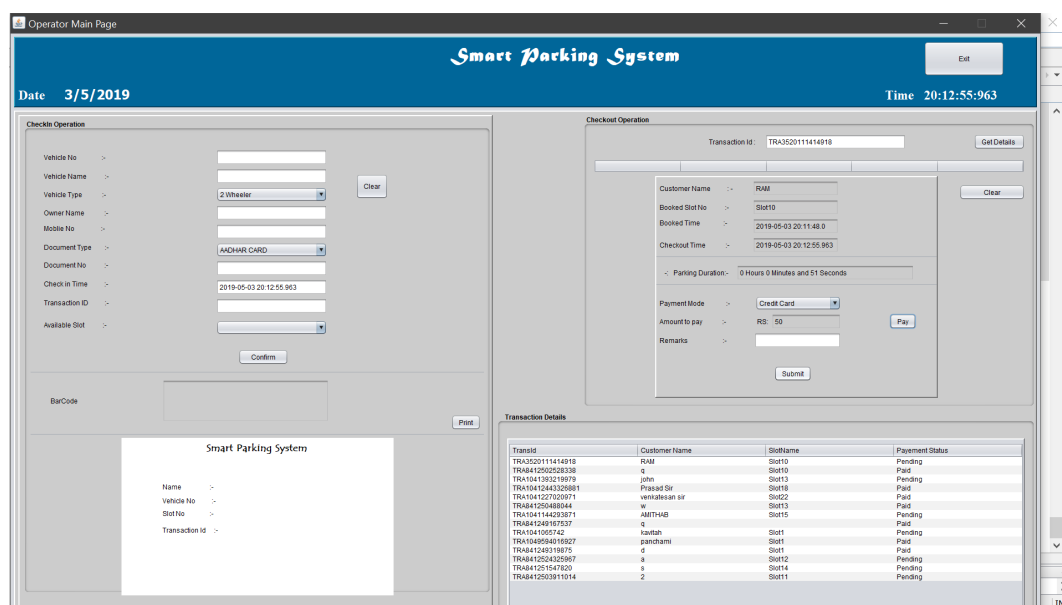 Operator Main Page
Smart Parking System
Exit
Date 3/5/2019
Time 20:12:55:963
CheckIn Operation
Vehicle No :-
Vehicle Name :-
Vehicle Type :- 2 Wheeler
Clear
Owner Name :-
Moblie No :-
Document Type :- AADHAR CARD
Document No :-
Check in Time :- 2019-05-03 20:12:55.963
Transaction ID :-
Available Slot :-
Confirm
BarCode
Print
Smart Parking System
Name :-
Vehicle No :-
Slot No :-
Transaction Id :-
Checkout Operation
Transaction Id : TRA3520111414918 Get Details
Customer Name :- RAM
Clear
Booked Slot No :- Slot10
Booked Time :- 2019-05-03 20:11:48.0
Checkout Time :- 2019-05-03 20:12:55.963
-: Parking Duration:- 0 Hours 0 Minutes and 51 Seconds
Payment Mode :- Credit Card
Amount to pay :- RS: 50 Pay
Remarks :-
Submit
Transaction Details
TransId Customer Name SlotName Payement Status
TRA3520111414918 RAM Slot10 Pending
TRA8412502528338 q Slot10 Paid
TRA1041393219979 john Slot13 Pending
TRA10412443326881 Prasad Sir Slot18 Paid
TRA1041227020971 venkatesan sir Slot22 Paid
TRA841250488044 w Slot13 Paid
TRA1041144293871 AMITHAB Slot15 Pending
TRA841249167537 q Paid
TRA1041065742 kavitah Slot1 Pending
TRA1049594016927 panchami Slot1 Paid
TRA841249319875 d Slot1 Paid
TRA8412524325967 a Slot12 Pending
TRA841251547820 s Slot14 Pending
TRA8412503911014 2 Slot11 Pending